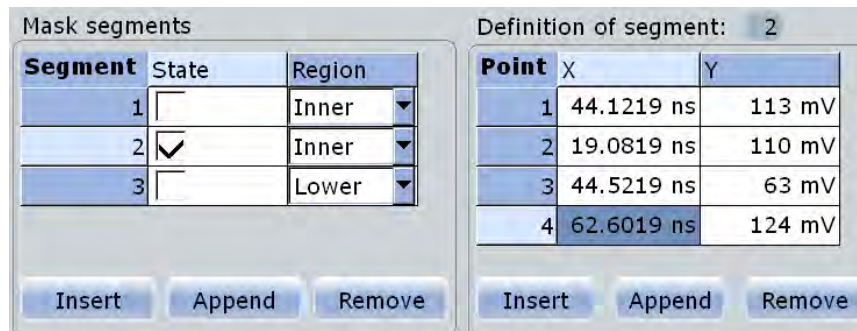 Mask segments
Segment State Region
1 Inner
2 Inner
3 Lower
Insert Append Remove
Definition of segment: 2
Point X Y
1 44.1219 ns 113 mV
2 19.0819 ns 110 mV
3 44.5219 ns 63 mV
4 62.6019 ns 124 mV
Insert Append Remove